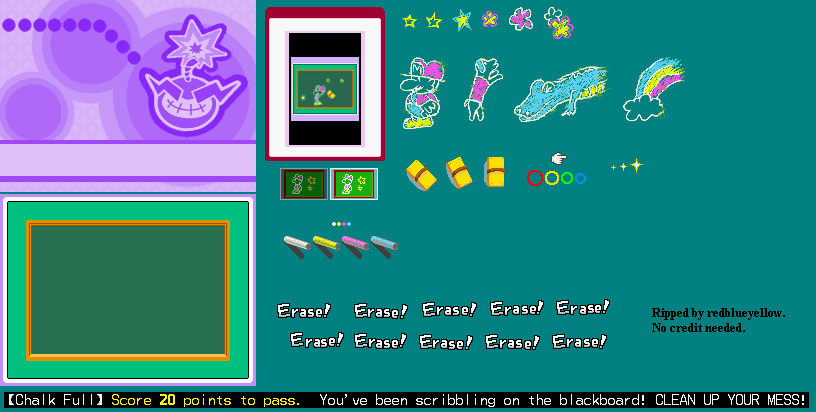 Erase! Erase! Erase! Erase! Erase!
Erase! Erase! Erase! Erase! Erase!
Ripped by redblueyellow.
No credit needed.
【Chalk Full】 Score 20 points to pass. You've been scribbling on the blackboard! CLEAN UP YOUR MESS!